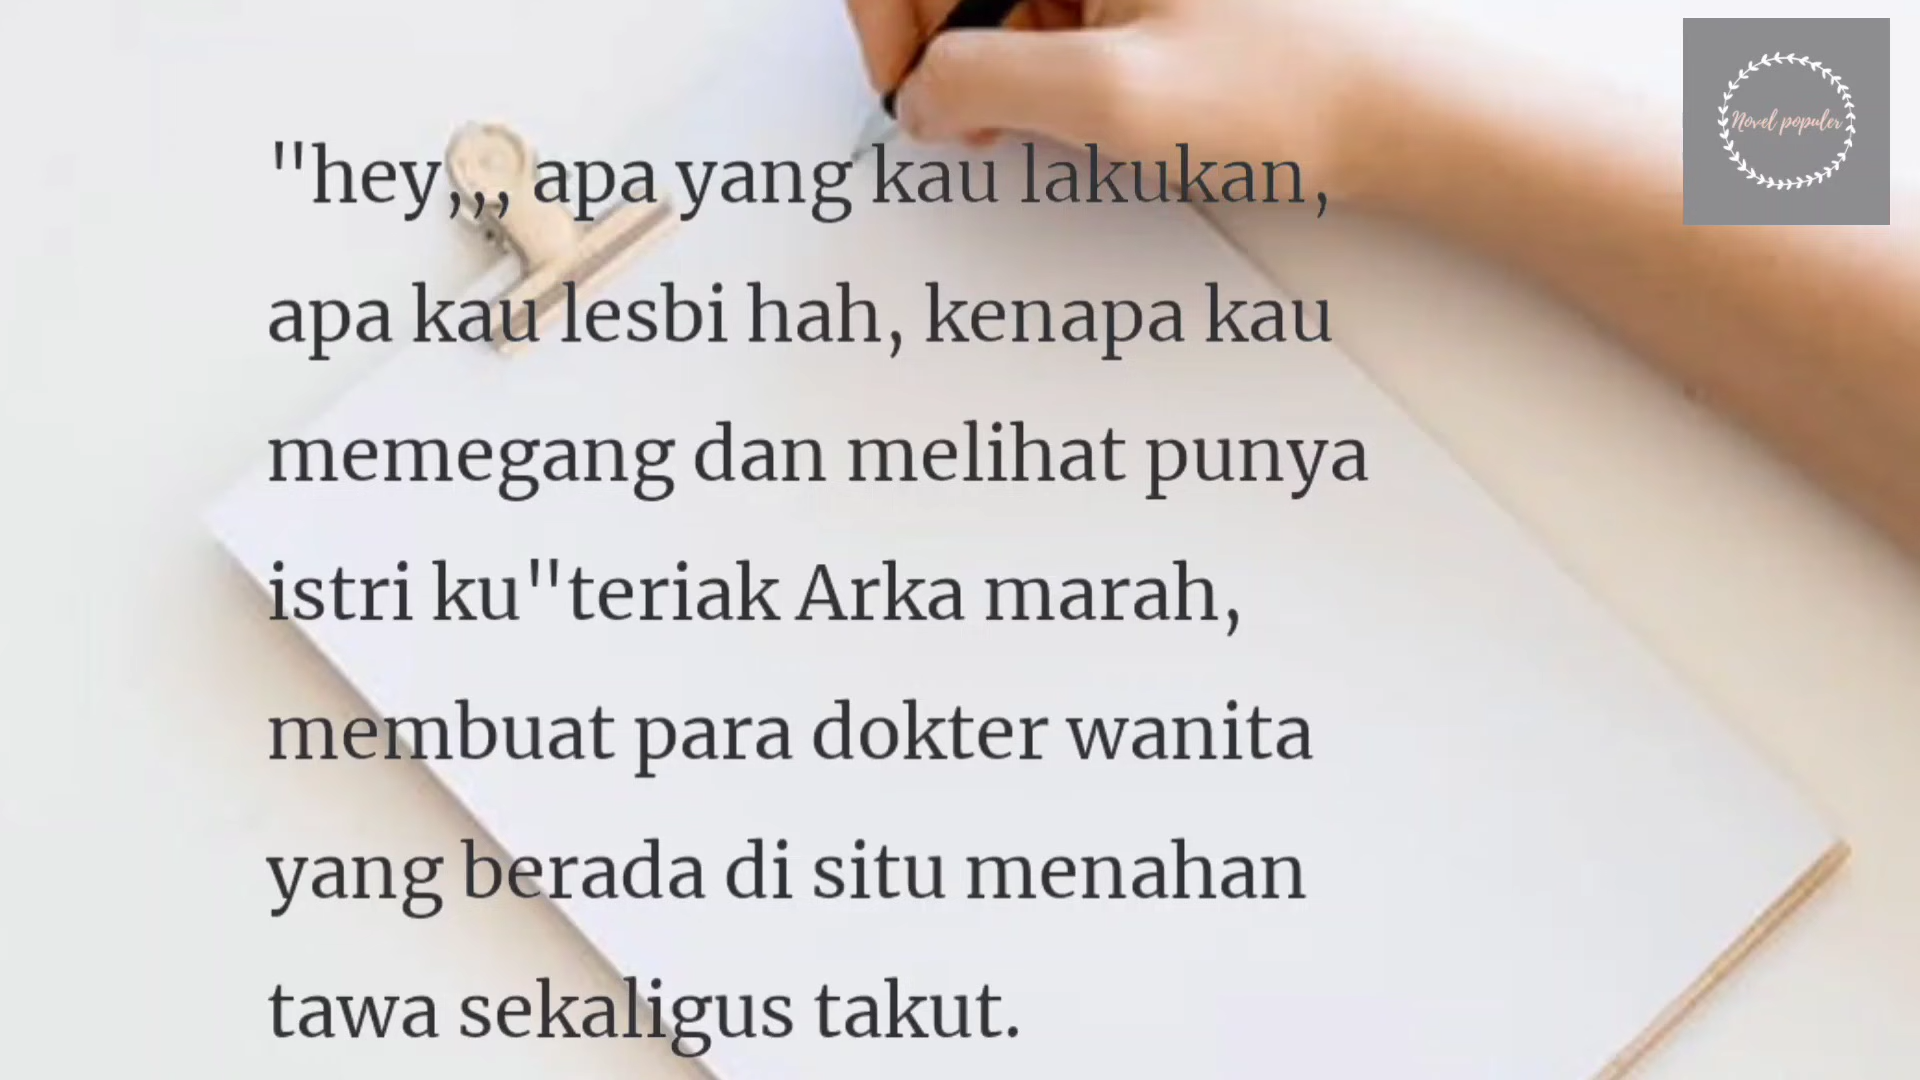 "hey,,, apa yang kau lakukan,
apa kau lesbi hah, kenapa kau
memegang dan melihat punya
istri ku"teriak Arka marah,
membuat para dokter wanita
yang berada di situ menahan
tawa sekaligus takut.
Novel populer